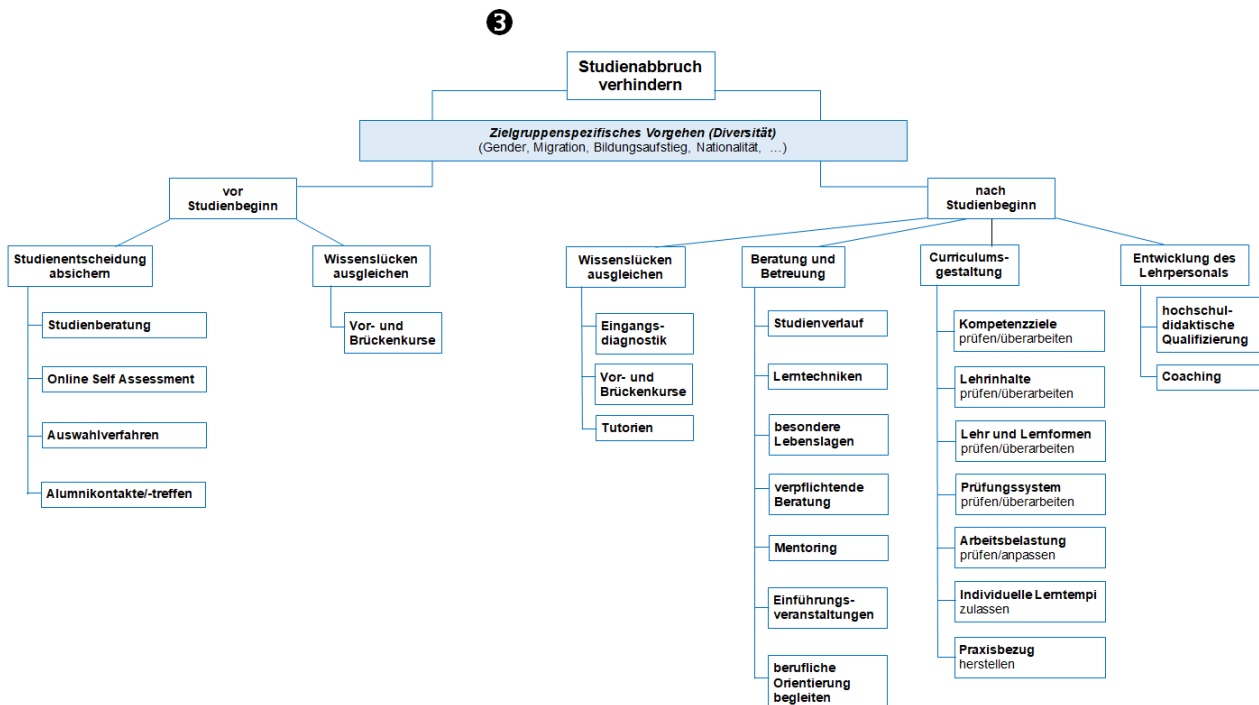 ❸
Studienabbruch
verhindern
Zielgruppenspezifisches Vorgehen (Diversität)
(Gender, Migration, Bildungsaufstieg, Nationalität, …)
vor
Studienbeginn
nach
Studienbeginn
Studienentscheidung
absichern
Studienberatung
Online Self Assessment
Auswahlverfahren
Alumnikontakte/-treffen
Wissenslücken
ausgleichen
Vor- und
Brückenkurse
Wissenslücken
ausgleichen
Eingangs-
diagnostik
Vor- und
Brückenkurse
Tutorien
Beratung und
Betreuung
Studienverlauf
Lerntechniken
besondere
Lebenslagen
verpflichtende
Beratung
Mentoring
Einführungs-
veranstaltungen
berufliche
Orientierung
begleiten
Curriculums-
gestaltung
Kompetenzziele
prüfen/überarbeiten
Lehrinhalte
prüfen/überarbeiten
Lehr und Lernformen
prüfen/überarbeiten
Prüfungssystem
prüfen/überarbeiten
Arbeitsbelastung
prüfen/anpassen
Individuelle Lerntempi
zulassen
Praxisbezug
herstellen
Entwicklung des
Lehrpersonals
hochschul-
didaktische
Qualifizierung
Coaching